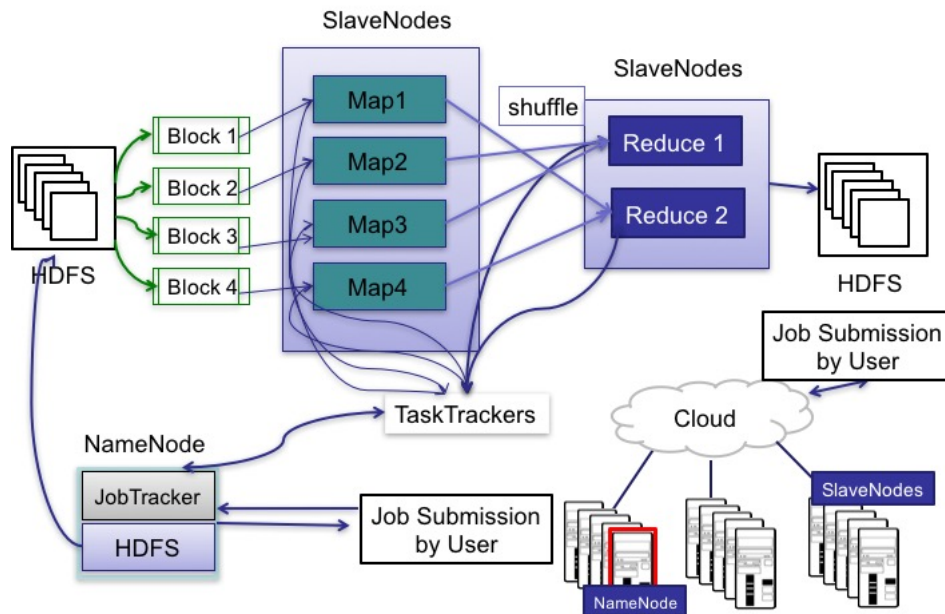 SlaveNodes
SlaveNodes
shuffle
Block 1
Block 2
Block 3
Block 4
Map1
Map2
Map3
Map4
Reduce 1
Reduce 2
HDFS
HDFS
Job Submission
by User
TaskTrackers
Cloud
NameNode
JobTracker
HDFS
Job Submission
by User
SlaveNodes
NameNode